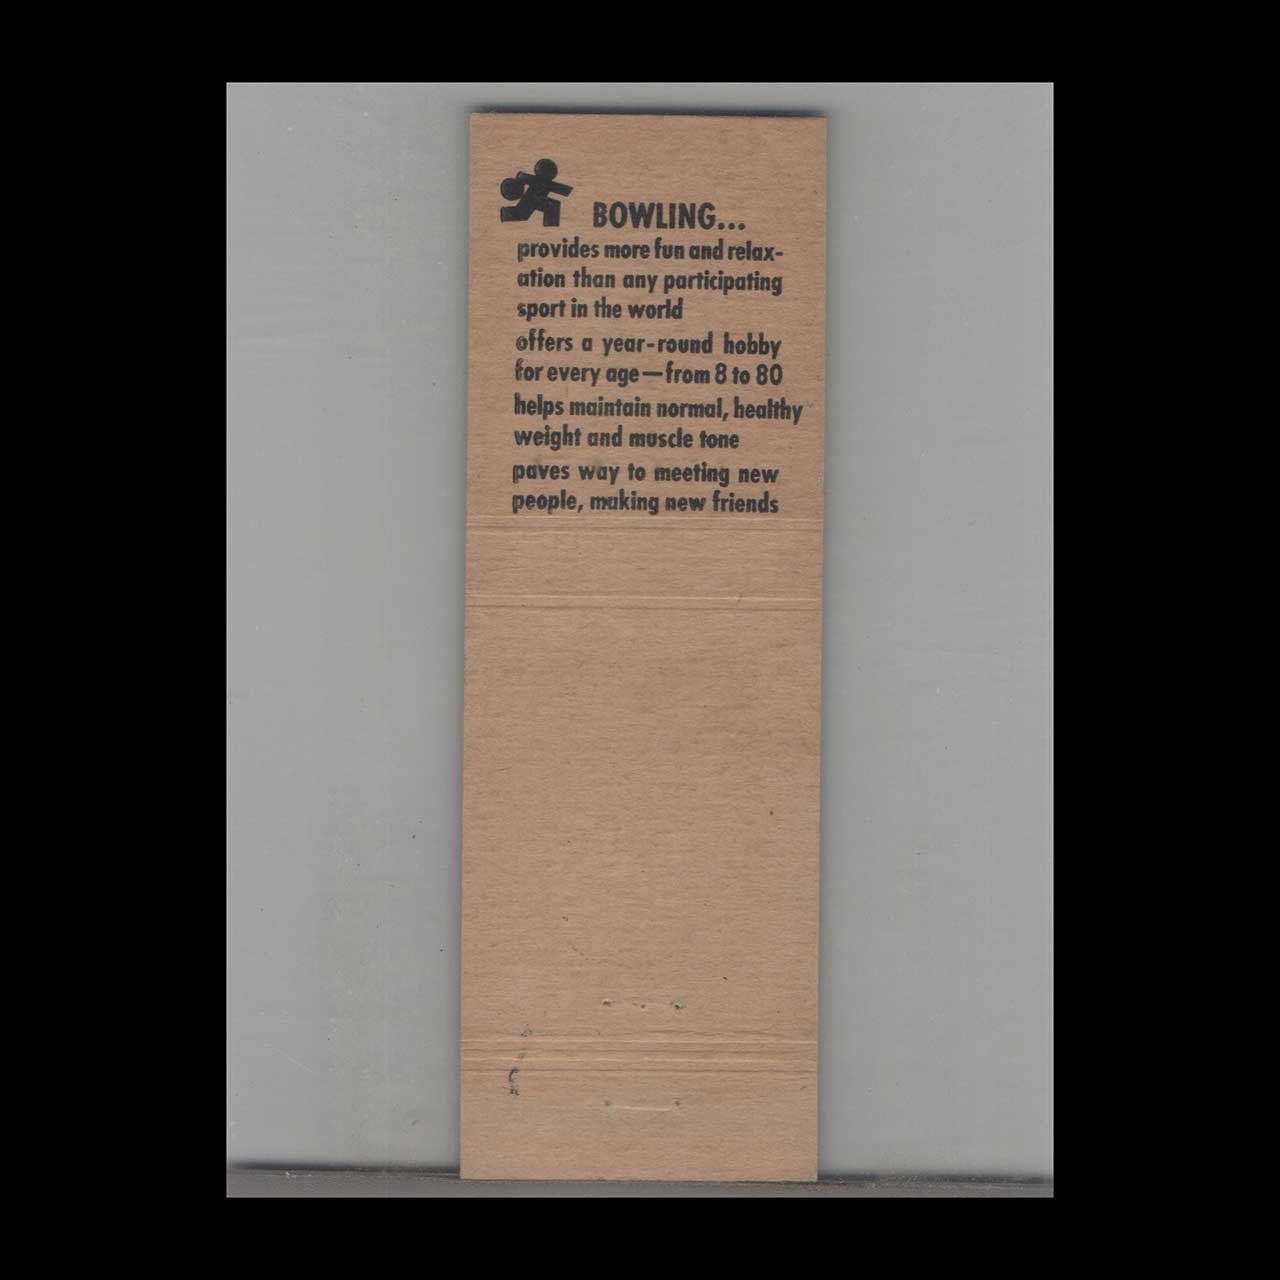 BOWLING...
provides more fun and relax-
ation than any participating
sport in the world
offers a year-round hobby
for every age—from 8 to 80
helps maintain normal, healthy
weight and muscle tone
paves way to meeting new
people, making new friends